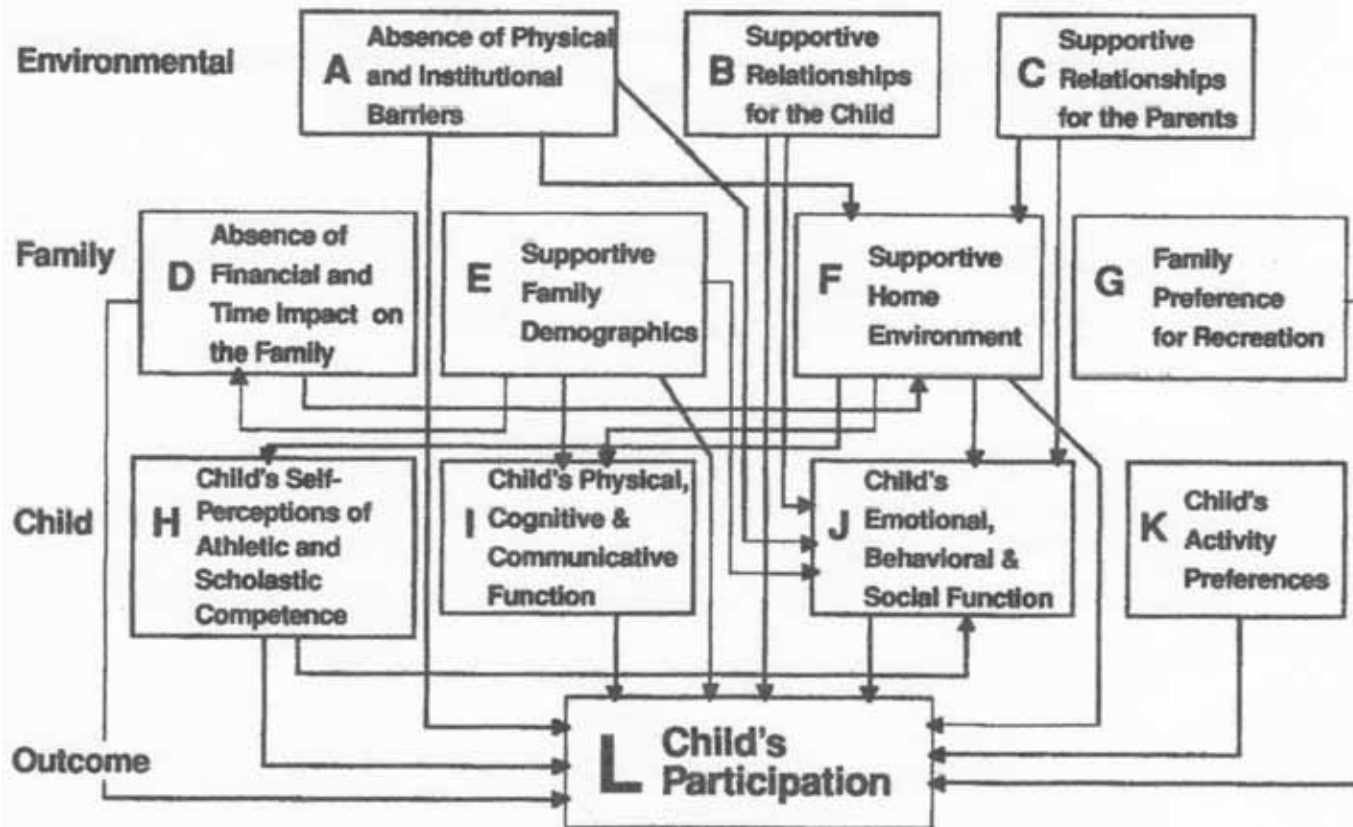 Environmental
A
Absence of Physical
and Institutional
Barriers
B
Supportive
Relationships
for the Child
C
Supportive
Relationships
for the Parents
Family
D
Absence of
Financial and
Time Impact on
the Family
E
Supportive
Family
Demographics
F
Supportive
Home
Environment
G
Family
Preference
for Recreation
Child
H
Child's Self-
Perceptions of
Athletic and
Scholastic
Competence
I
Child's Physical,
Cognitive &
Communicative
Function
J
Child's
Emotional,
Behavioral &
Social Function
K
Child's
Activity
Preferences
Outcome
L
Child's
Participation